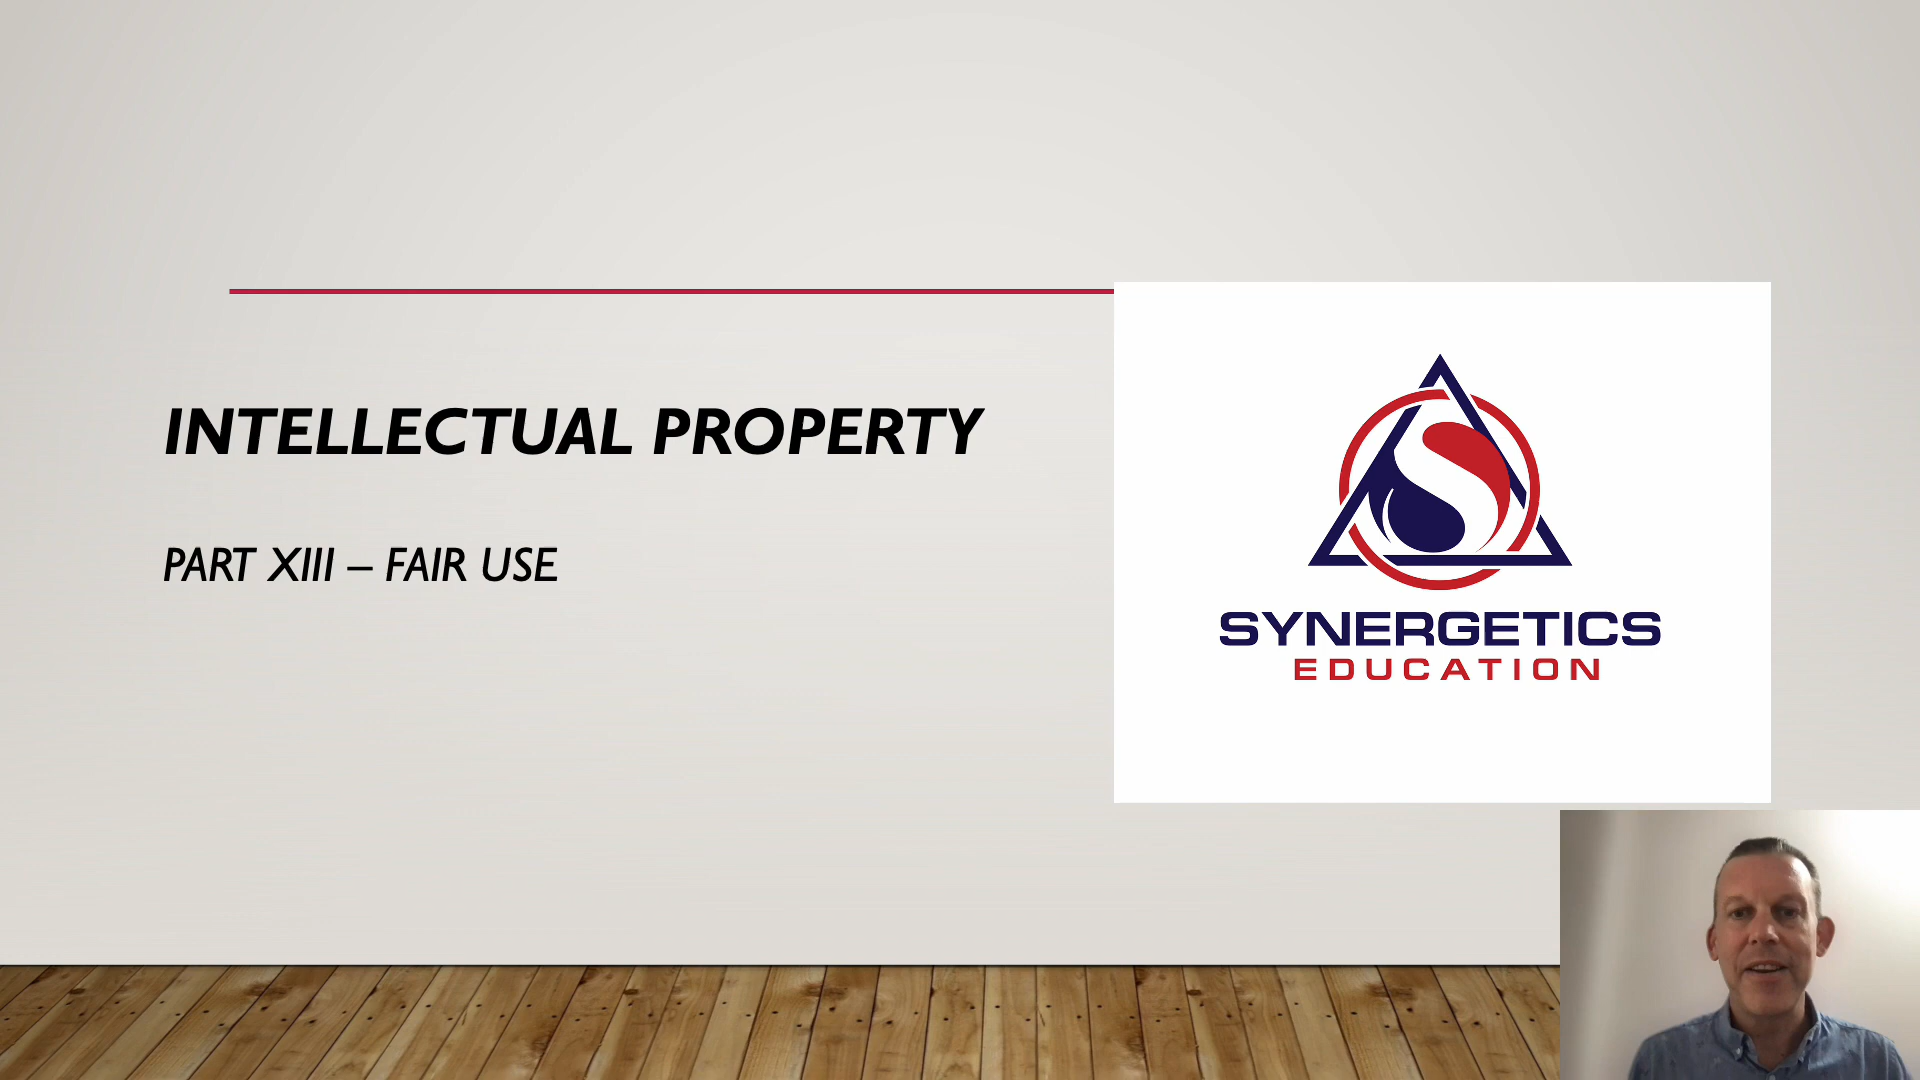 INTELLECTUAL PROPERTY
PART XIII – FAIR USE
SYNERGETICS
EDUCATION